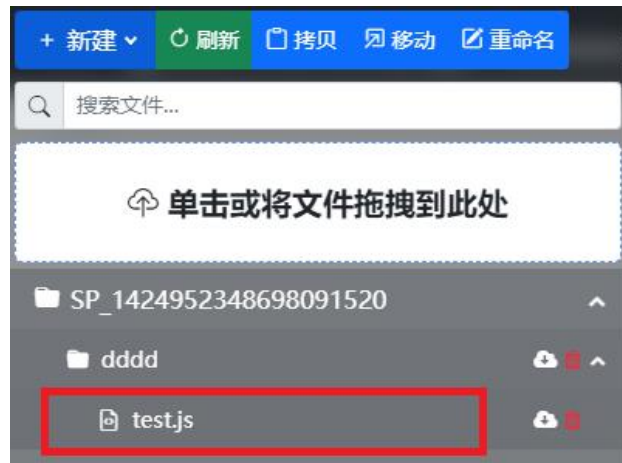 + 新建 刷新 拷贝 移动 重命名
搜索文件...
单击或将文件拖拽到此处
SP_1424952348698091520
dddd
test.js